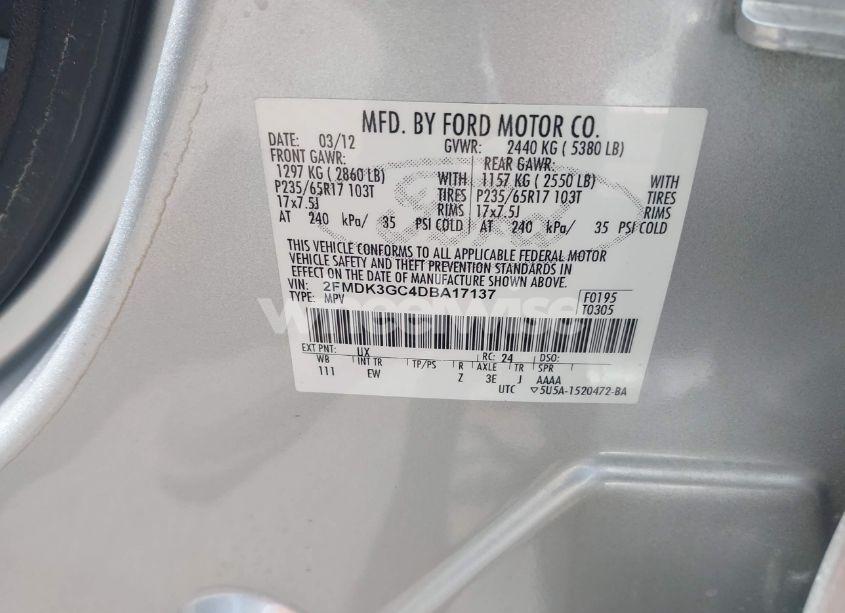 MFD. BY FORD MOTOR CO.
DATE: 03/12 GVWR: 2440 KG ( 5380 LB)
FRONT GAWR: REAR GAWR:
1297 KG ( 2860 LB) WITH 1157 KG ( 2550 LB) WITH
P235/65R17 103T TIRES P235/65R17 103T TIRES
17x7.5J RIMS 17x7.5J RIMS
AT 240 kPa/ 35 PSI COLD AT 240 kPa/ 35 PSI COLD
THIS VEHICLE CONFORMS TO ALL APPLICABLE FEDERAL MOTOR
VEHICLE SAFETY AND THEFT PREVENTION STANDARDS IN
EFFECT ON THE DATE OF MANUFACTURE SHOWN ABOVE.
VIN: 2FMDK3GC4DBA17137 F0195
TYPE: MPV T0305
EXT PNT: UX RC: 24 DSO:
WB INT TR TP/PS R AXLE TR SPR
111 EW Z 3E J AAAA
UTC ▽5U5A-1520472-BA